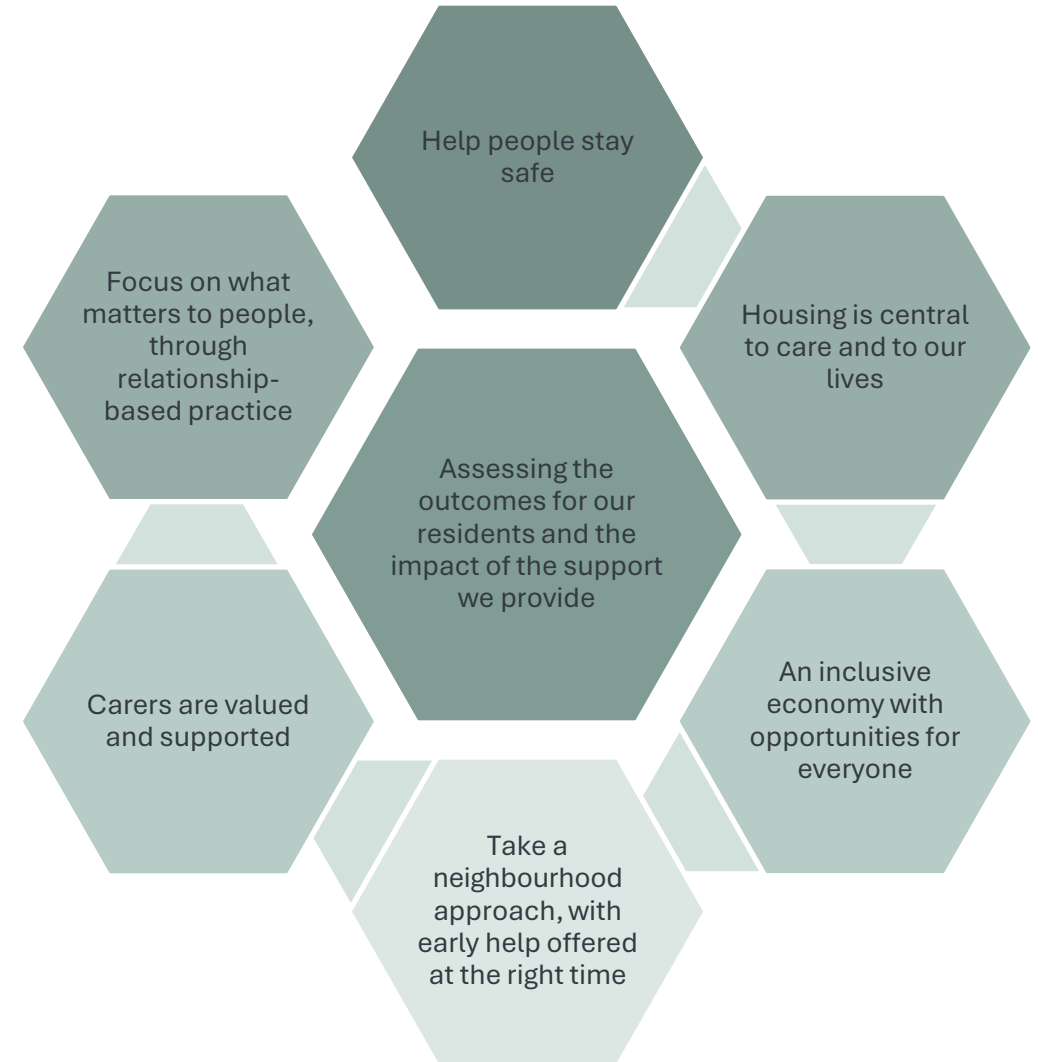 Help people stay
safe
Focus on what
matters to people,
through
relationship-
based practice
Housing is central
to care and to our
lives
Assessing the
outcomes for our
residents and the
impact of the support
we provide
Carers are valued
and supported
An inclusive
economy with
opportunities for
everyone
Take a
neighbourhood
approach, with
early help offered
at the right time